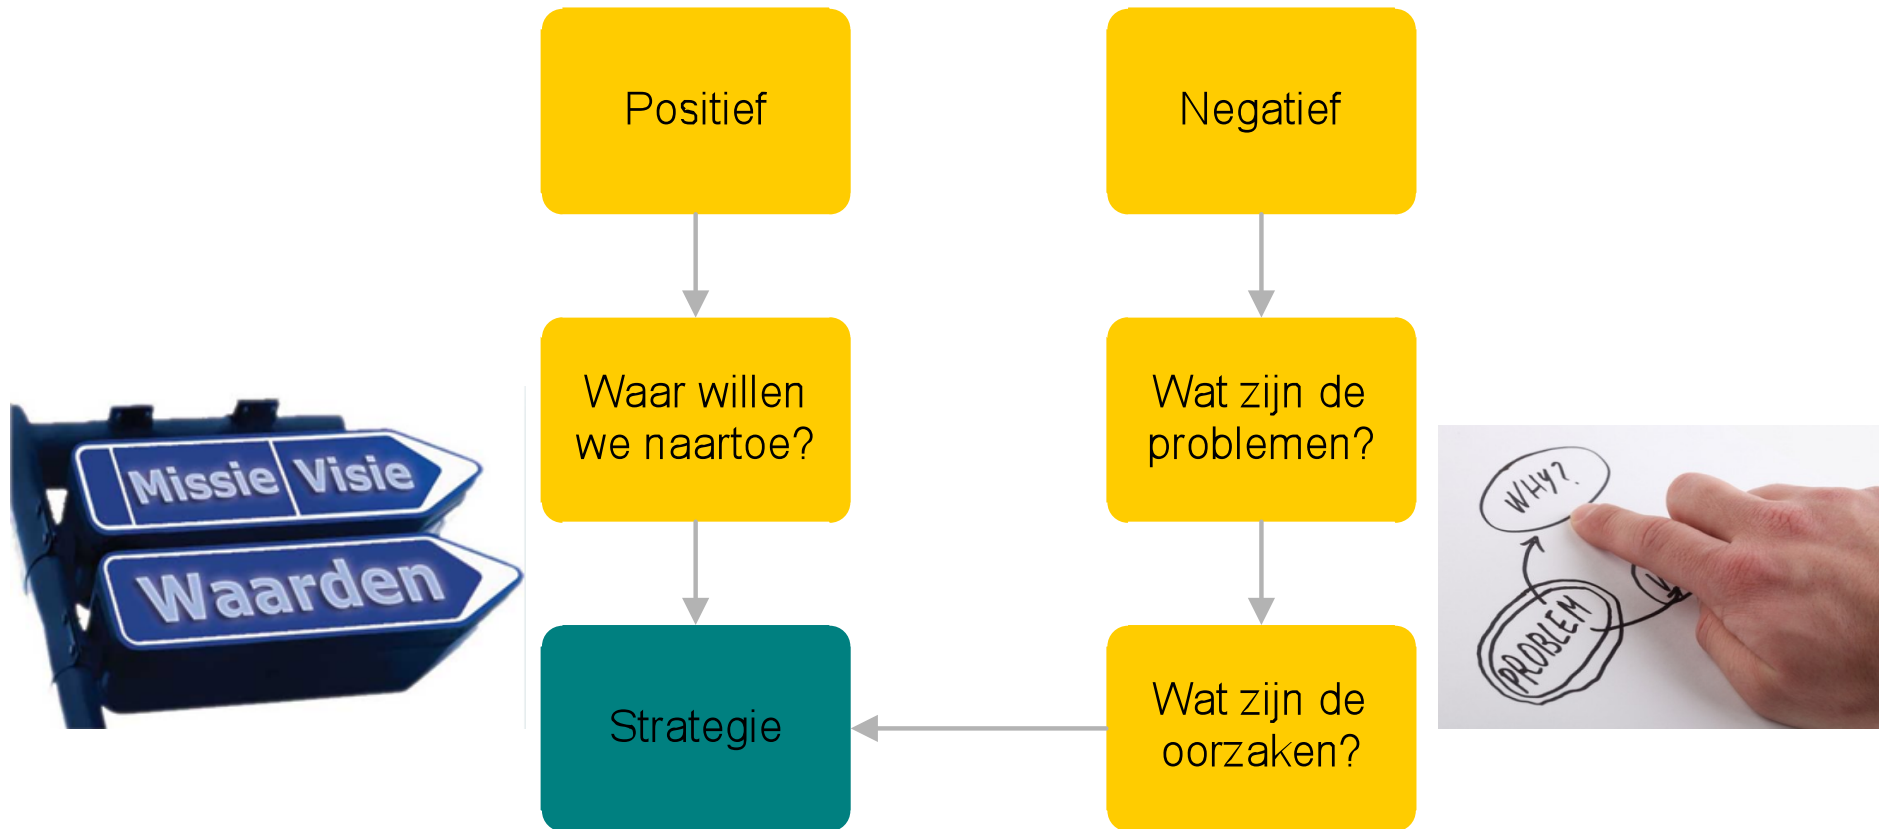 Positief
Negatief
Waar willen
we naartoe?
Wat zijn de
problemen?
Missie Visie
Waarden
WHY?
PROBLEM
Strategie
Wat zijn de
oorzaken?